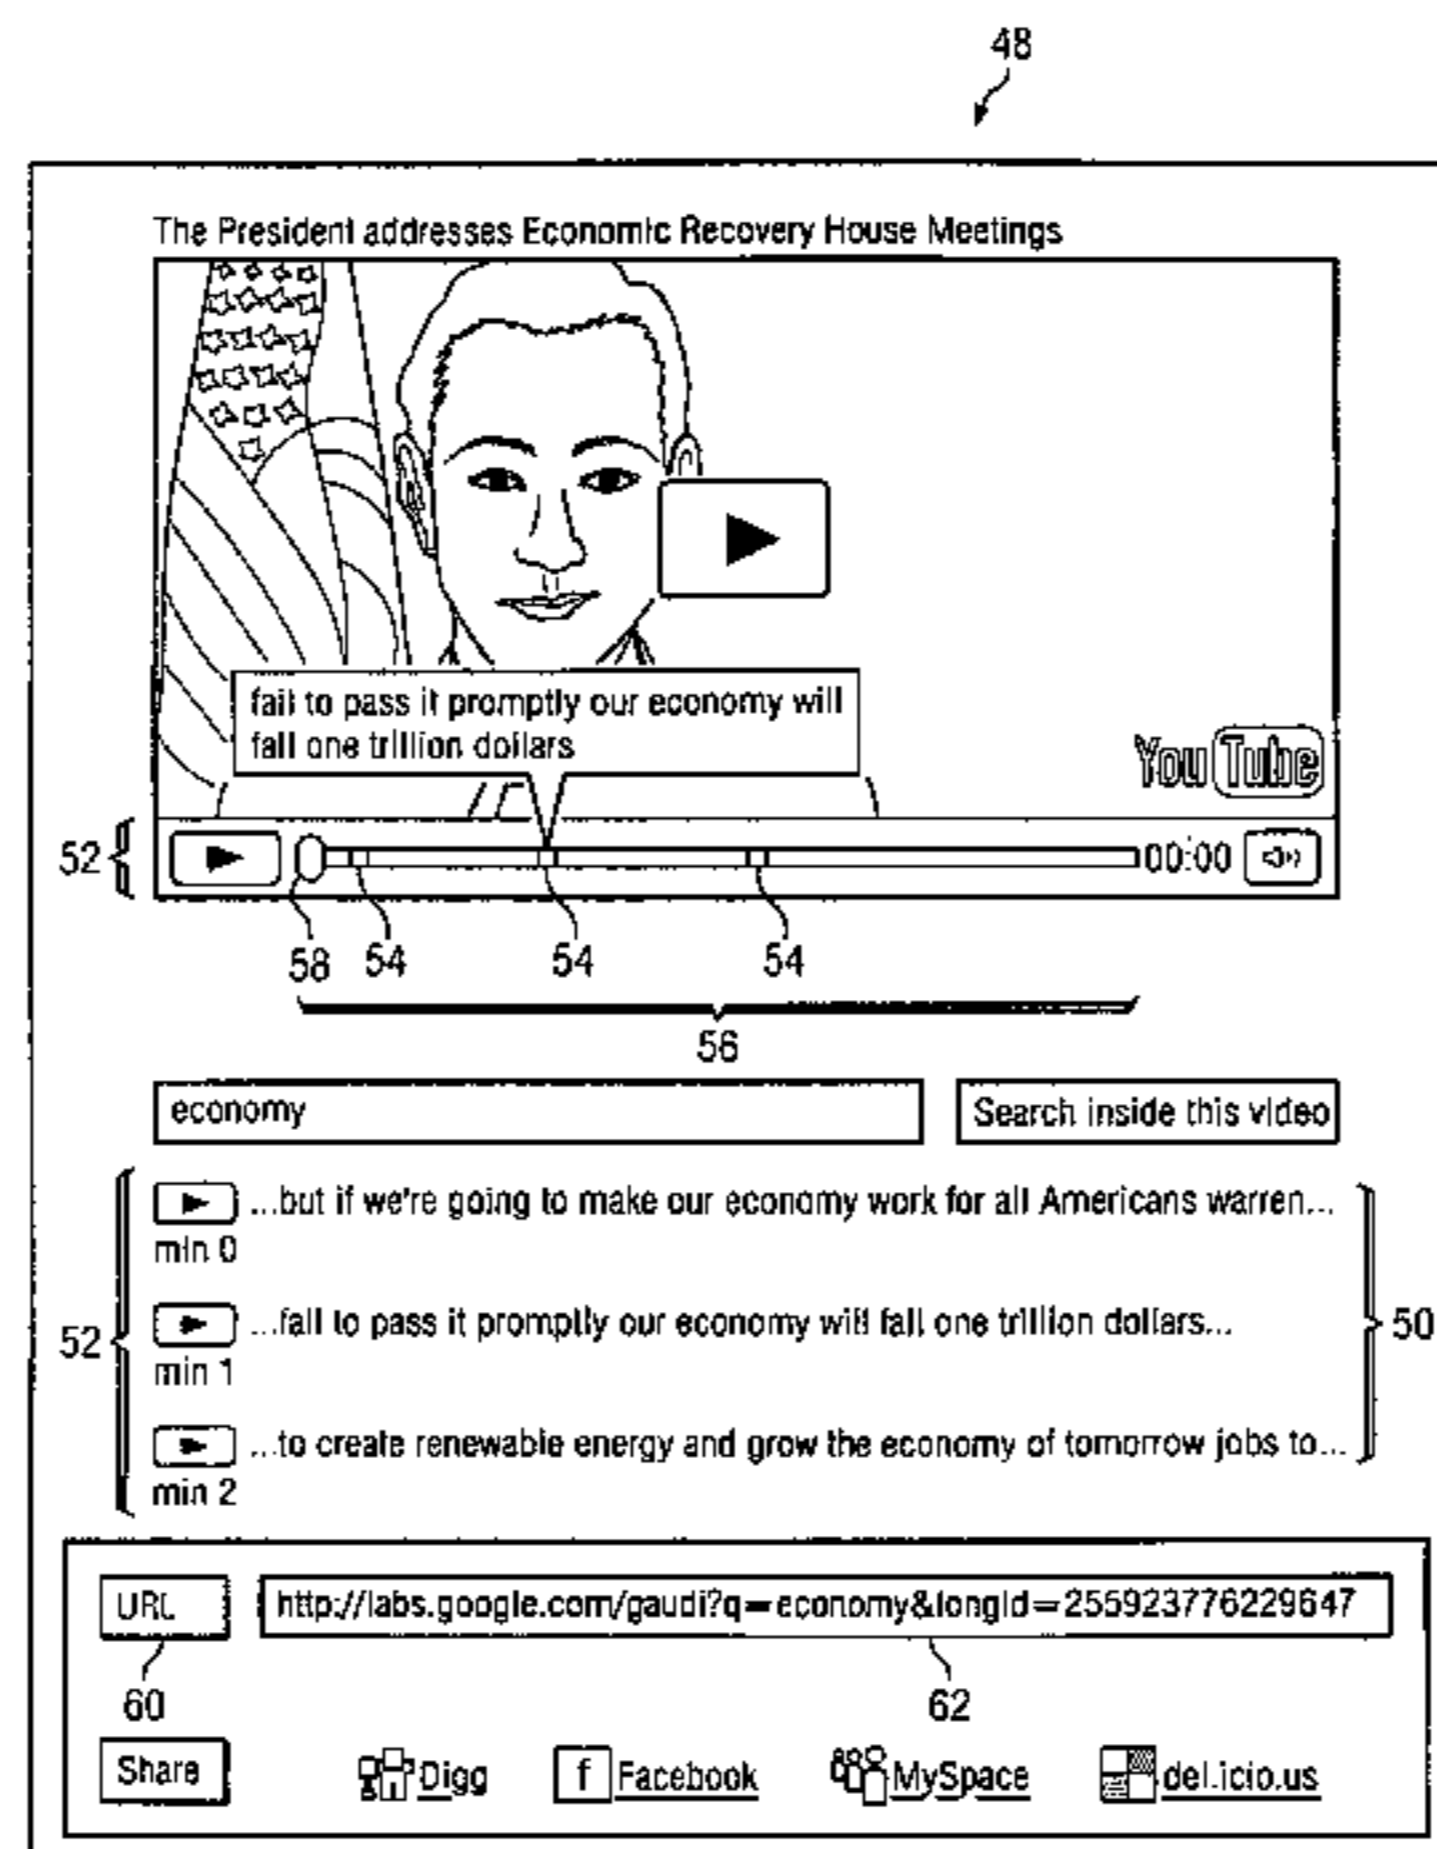 48
The President addresses Economic Recovery House Meetings
fail to pass it promptly our economy will
fall one trillion dollars
YouTube
52
00:00
58 54 54 54
56
economy
Search inside this video
...but if we're going to make our economy work for all Americans warren...
min 0
...fail to pass it promptly our economy will fall one trillion dollars...
52
50
min 1
...to create renewable energy and grow the economy of tomorrow jobs to...
min 2
URL
http://labs.google.com/gaudi?q=economy&longId=255923776229647
60
62
Share
Digg
f Facebook
MySpace
del.icio.us